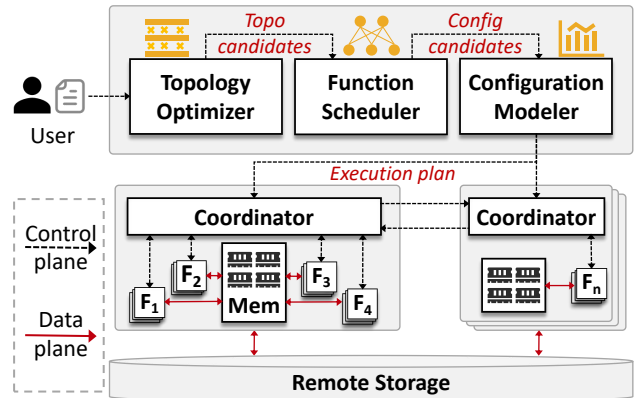 Topo
candidates
Config
candidates
Topology
Optimizer
Function
Scheduler
Configuration
Modeler
User
Execution plan
Control
plane
Data
plane
Coordinator
Coordinator
F1
F2
Mem
F3
F4
Fn
Remote Storage